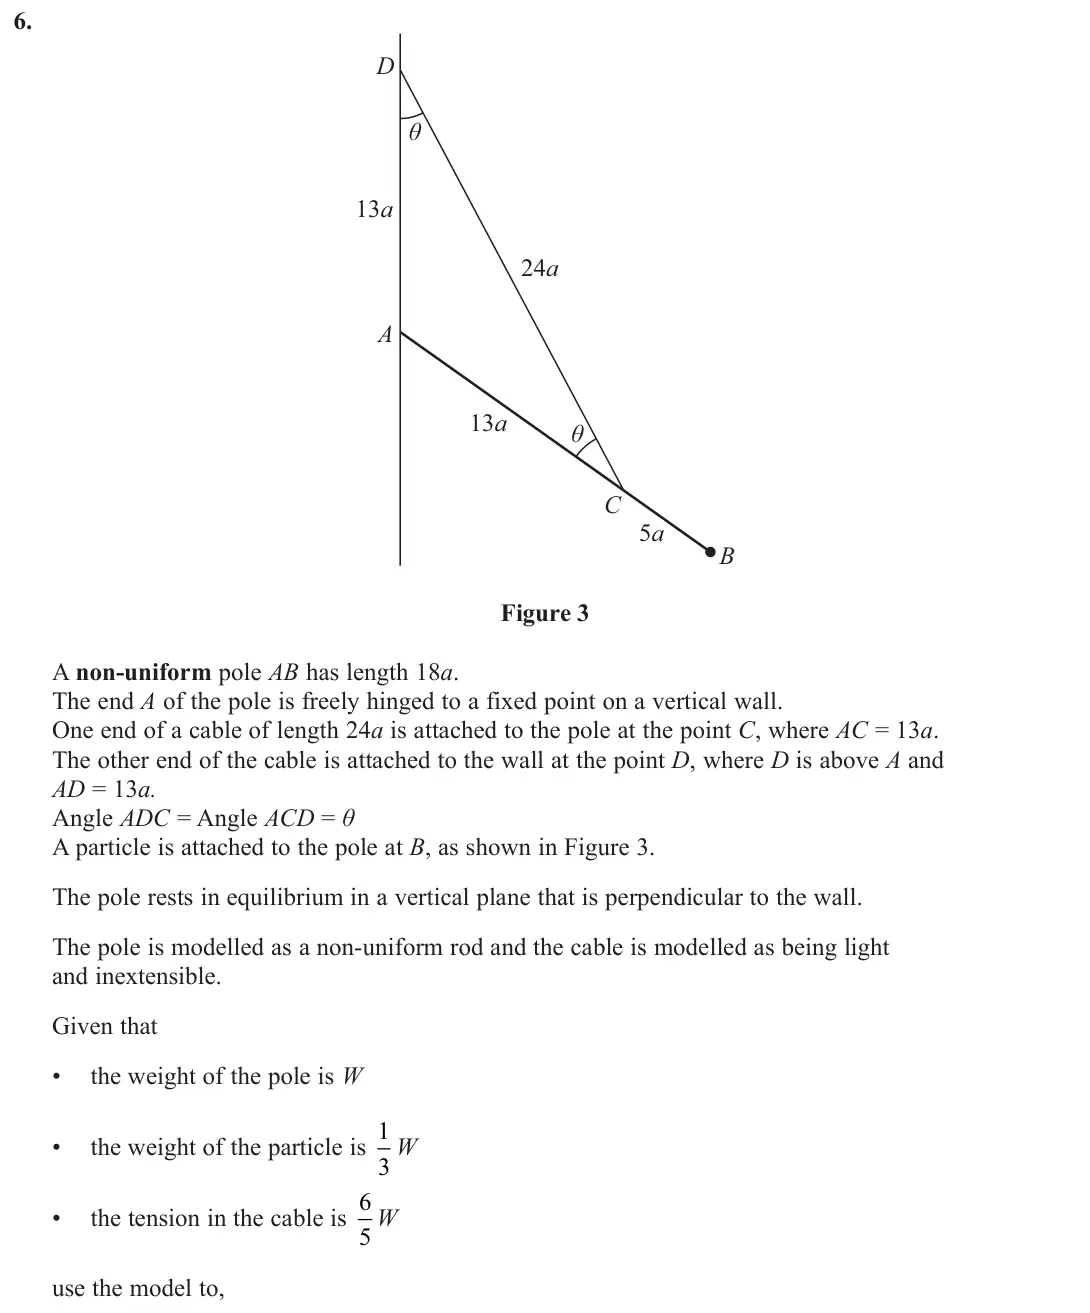 6.
D
θ
13a
24a
A
13a
θ
C
5a
B
Figure 3
A non-uniform pole AB has length 18a.
The end A of the pole is freely hinged to a fixed point on a vertical wall.
One end of a cable of length 24a is attached to the pole at the point C, where AC = 13a.
The other end of the cable is attached to the wall at the point D, where D is above A and
AD = 13a.
Angle ADC = Angle ACD = θ
A particle is attached to the pole at B, as shown in Figure 3.
The pole rests in equilibrium in a vertical plane that is perpendicular to the wall.
The pole is modelled as a non-uniform rod and the cable is modelled as being light
and inextensible.
Given that
• the weight of the pole is W
• the weight of the particle is 1/3 W
• the tension in the cable is 6/5 W
use the model to,